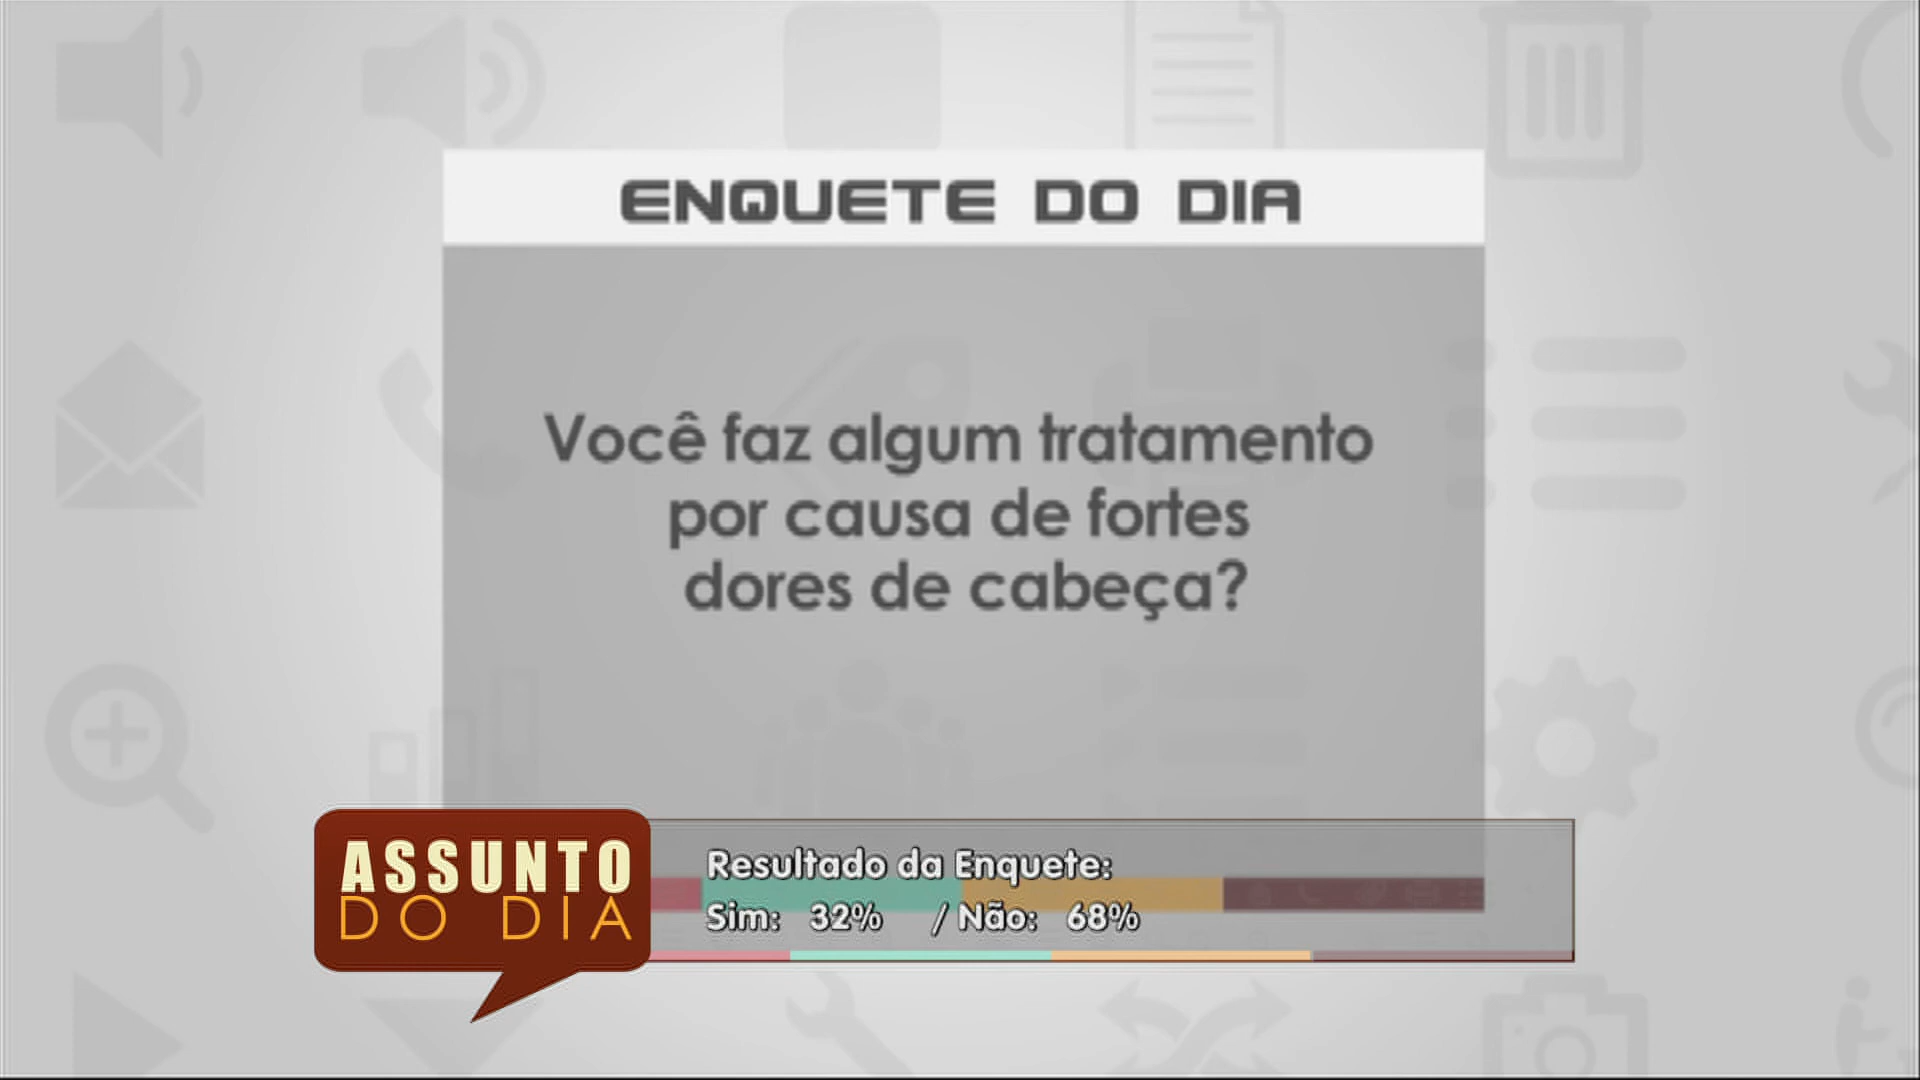 ENQUETE DO DIA
Você faz algum tratamento
por causa de fortes
dores de cabeça?
ASSUNTO
DO DIA
Resultado da Enquete:
Sim: 32% / Não: 68%